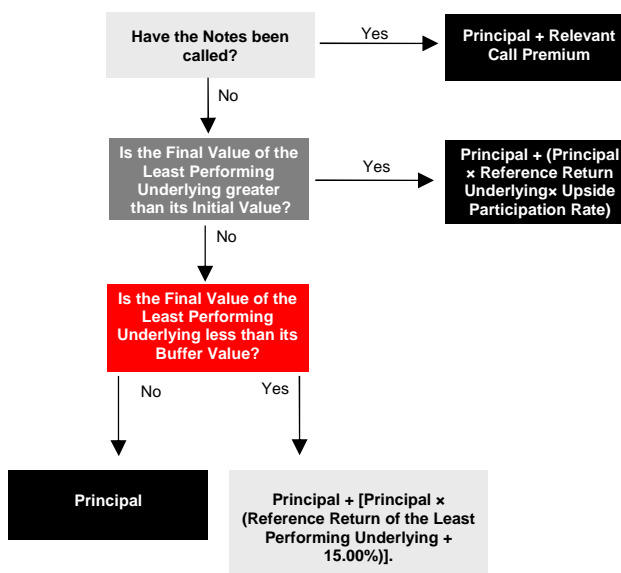 Have the Notes been
called?
Yes
Principal + Relevant
Call Premium
No
Is the Final Value of the
Least Performing
Underlying greater
than its Initial Value?
Yes
Principal + (Principal
× Reference Return
Underlying× Upside
Participation Rate)
No
Is the Final Value of the
Least Performing
Underlying less than its
Buffer Value?
No
Yes
Principal
Principal + [Principal ×
(Reference Return of the Least
Performing Underlying +
15.00%)].